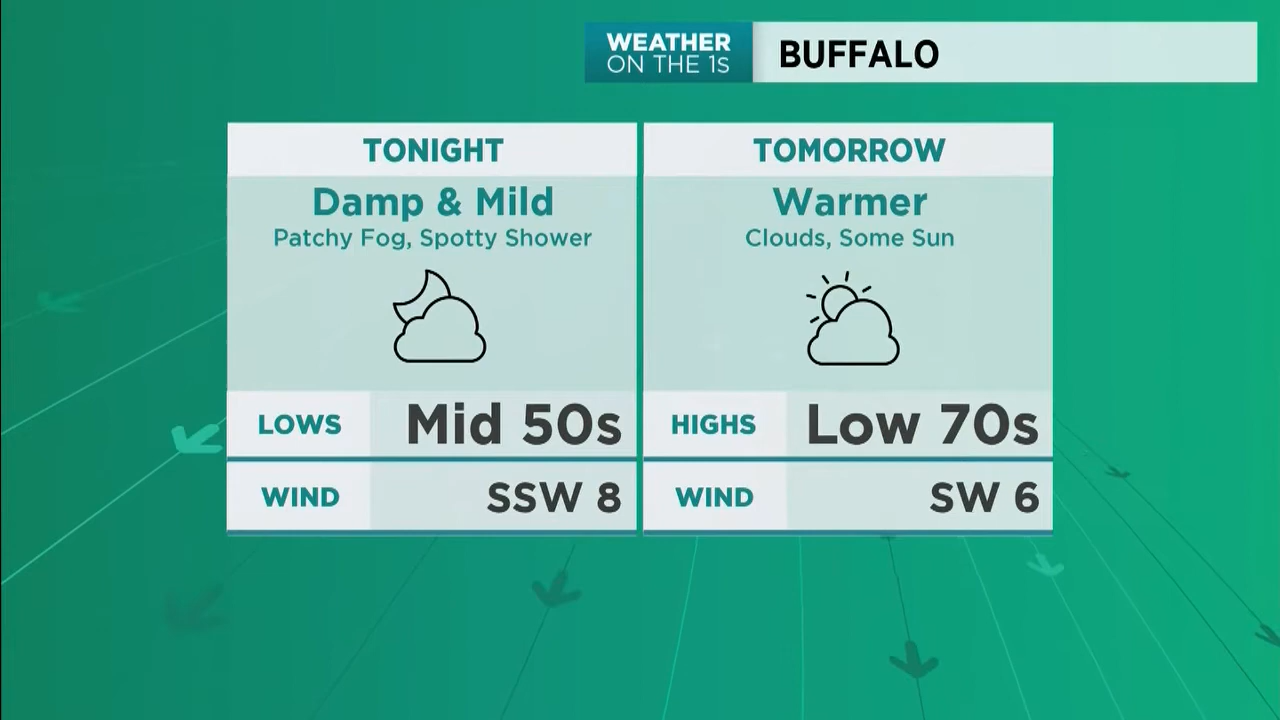 WEATHER
ON THE 1s
BUFFALO
TONIGHT
Damp & Mild
Patchy Fog, Spotty Shower
LOWS
Mid 50s
WIND
SSW 8
TOMORROW
Warmer
Clouds, Some Sun
HIGHS
Low 70s
WIND
SW 6